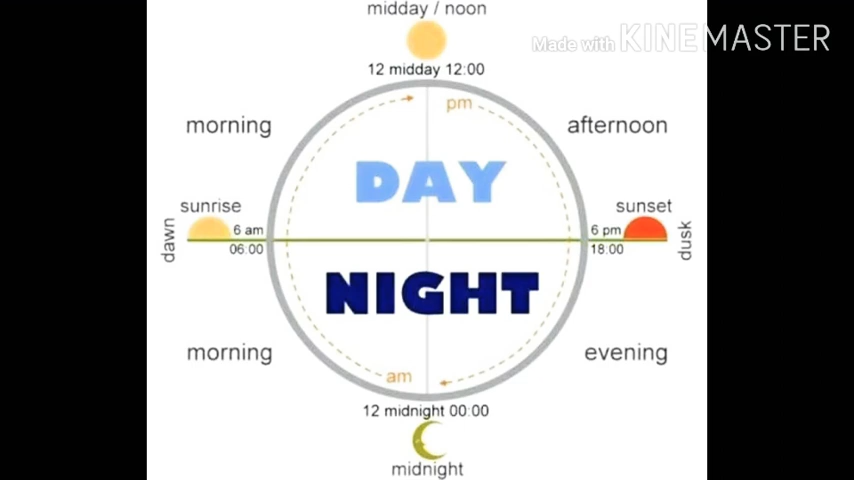 midday / noon
Made with KINEMASTER
12 midday 12:00
pm
morning
afternoon
DAY
sunrise
sunset
dawn
6 am
6 pm
dusk
06:00
18:00
NIGHT
morning
evening
am
12 midnight 00:00
midnight